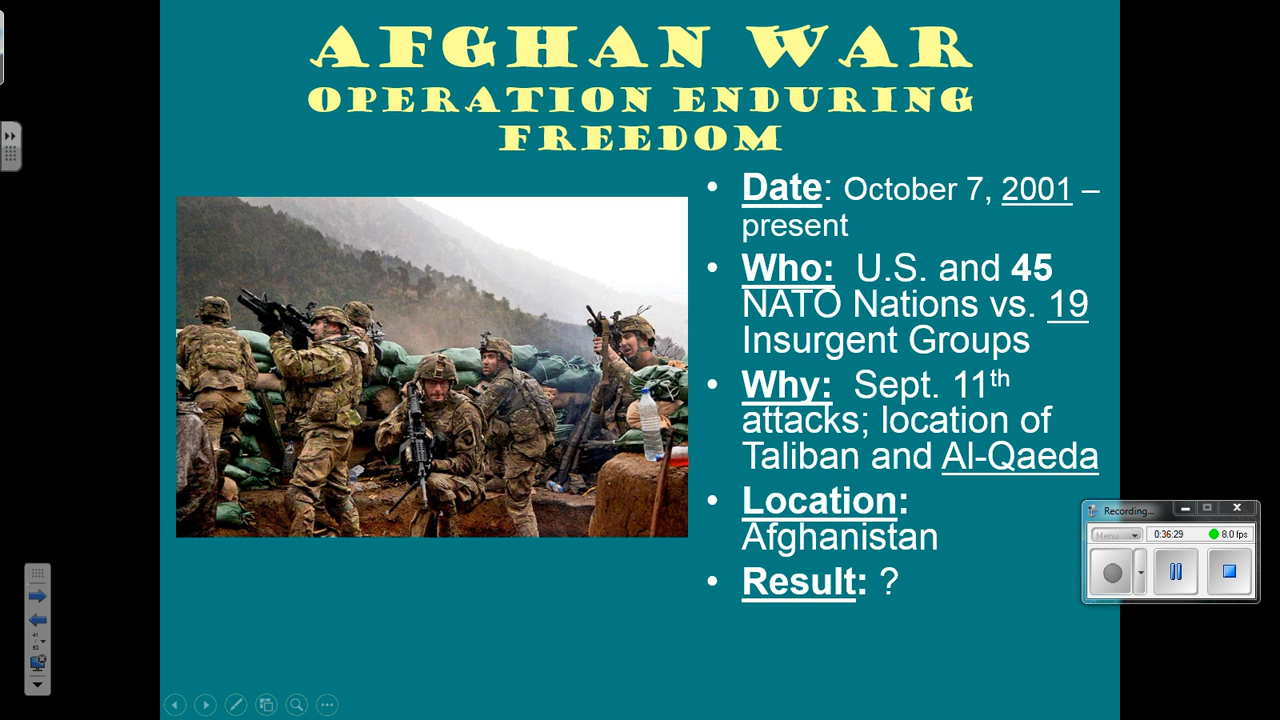 AFGHAN WAR
OPERATION ENDURING
FREEDOM
• Date: October 7, 2001 –
present
• Who: U.S. and 45
NATO Nations vs. 19
Insurgent Groups
• Why: Sept. 11th
attacks; location of
Taliban and Al-Qaeda
• Location:
Afghanistan
• Result: ?
Recording...
Menu 0:36:29 8.0 fps
41
/
92